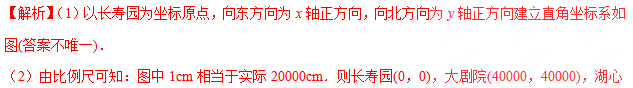 【解析】(1)以长寿园为坐标原点，向东方向为 x 轴正方向，向北方向为 y 轴正方向建立直角坐标系如
图(答案不唯一)．
（2）由比例尺可知：图中 1cm 相当于实际 20000cm．则长寿园(0，0)，大剧院(40000，40000)，湖心